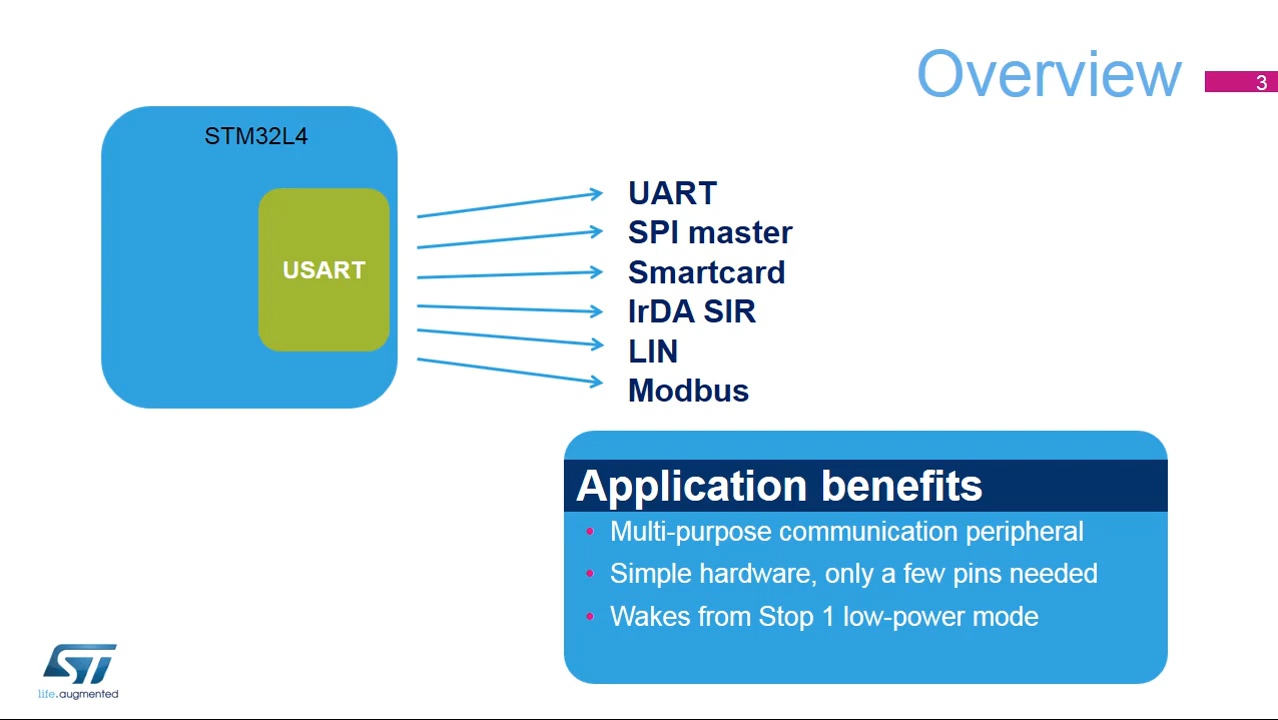 Overview
3
STM32L4
USART
UART
SPI master
Smartcard
IrDA SIR
LIN
Modbus
Application benefits
• Multi-purpose communication peripheral
• Simple hardware, only a few pins needed
• Wakes from Stop 1 low-power mode
ST
life.augmented